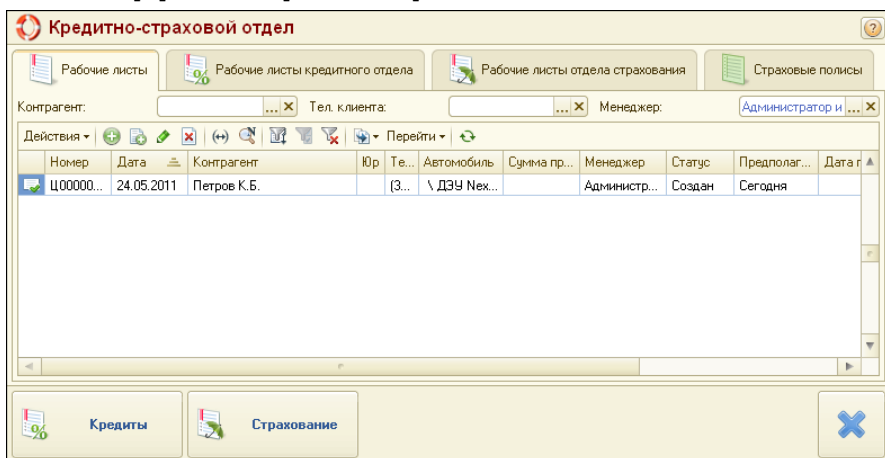 Кредитно-страховой отдел
Рабочие листы Рабочие листы кредитного отдела Рабочие листы отдела страхования Страховые полисы
Контрагент: ... Тел. клиента: ... Менеджер: Администратор и ...
Действия Перейти
Номер Дата Контрагент Юр Те... Автомобиль Сумма пр... Менеджер Статус Предполаг... Дата г
Ц00000... 24.05.2011 Петров К.Б. (3... \ ДЭУ Nex... Администр... Создан Сегодня
Кредиты Страхование